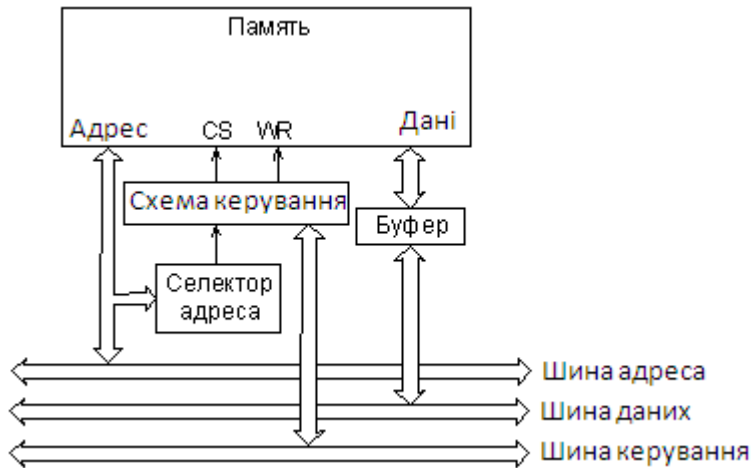 Память
Адрес CS WR Дані
Схема керування
Буфер
Селектор
адреса
Шина адреса
Шина даних
Шина керування